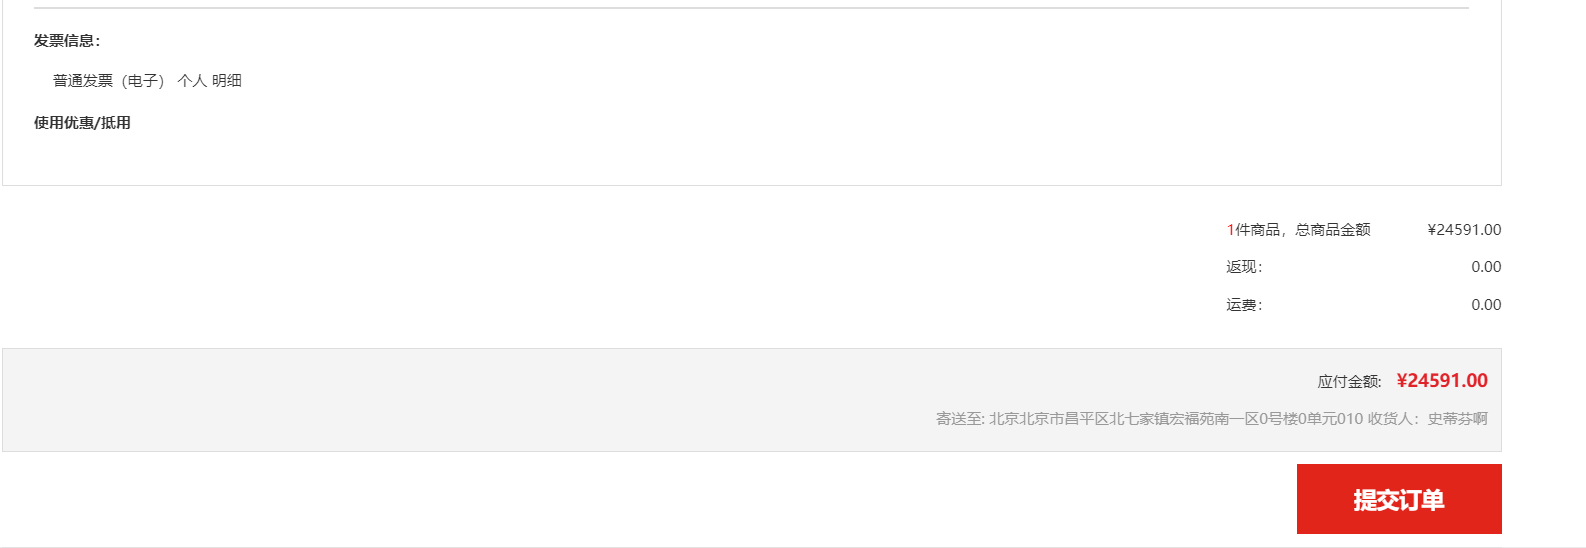 发票信息：
普通发票（电子） 个人 明细
使用优惠/抵用
1件商品，总商品金额 ¥24591.00
返现： 0.00
运费： 0.00
应付金额: ¥24591.00
寄送至: 北京北京市昌平区北七家镇宏福苑南一区0号楼0单元010 收货人：史蒂芬啊
提交订单